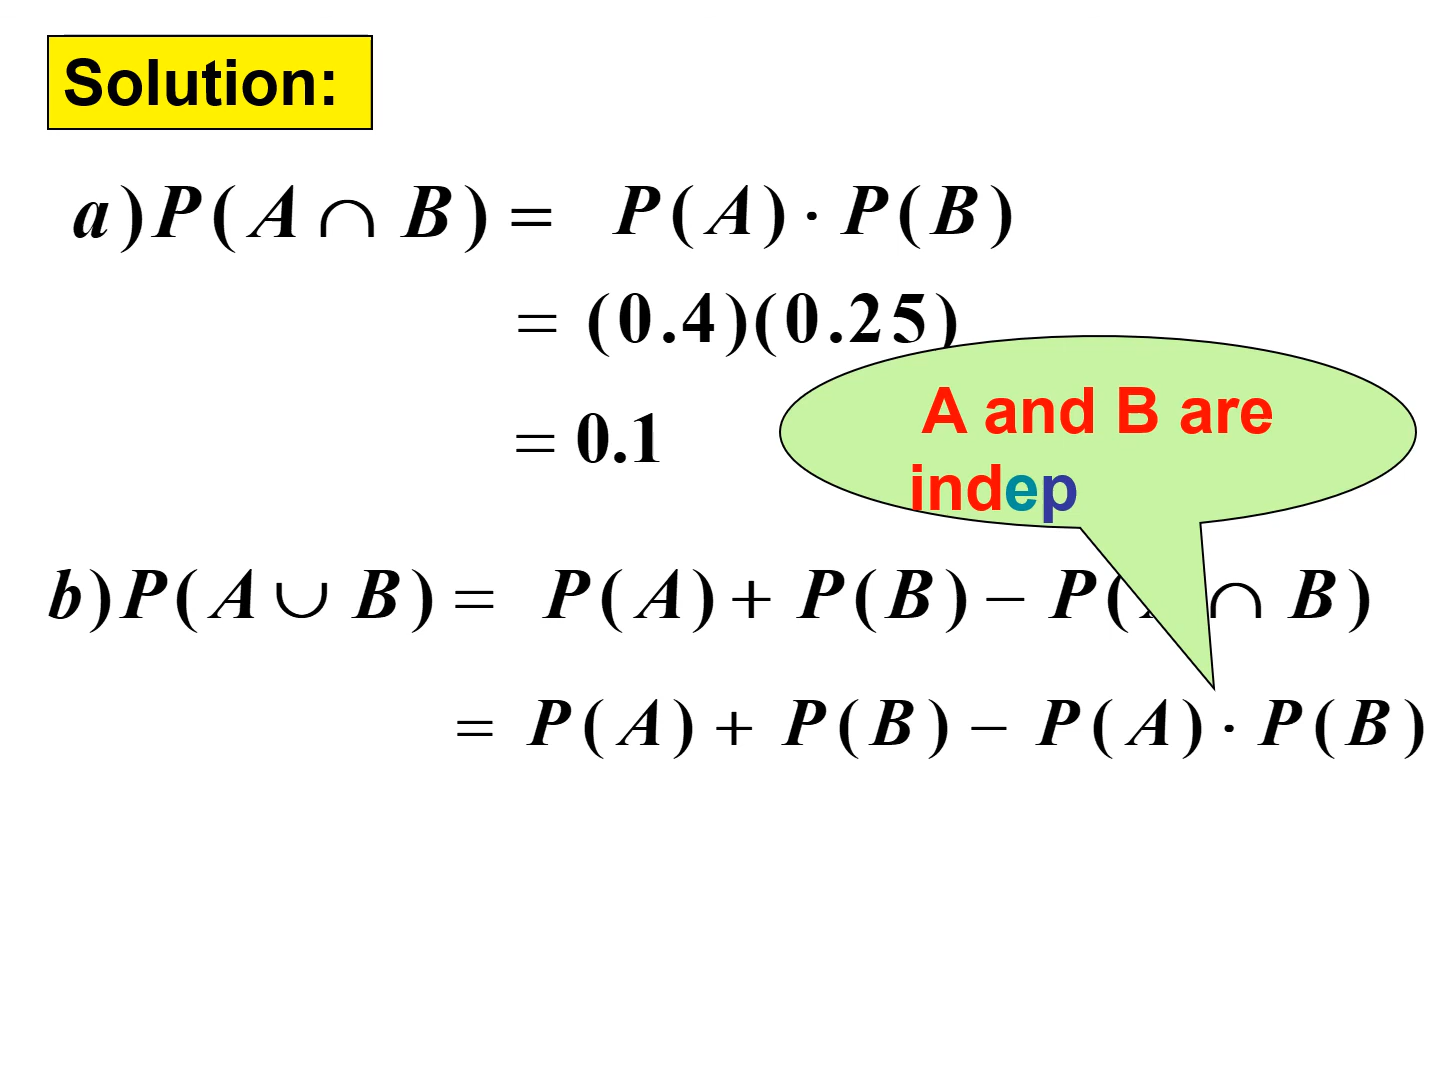 Solution:
a)P(A∩ B)= P(A)·P(B)
= (0.4)(0.25)
= 0.1
A and B are
indep
b)P(A∪ B)= P(A)+ P(B)− P( ∩ B)
= P(A)+ P(B)− P(A)·P(B)